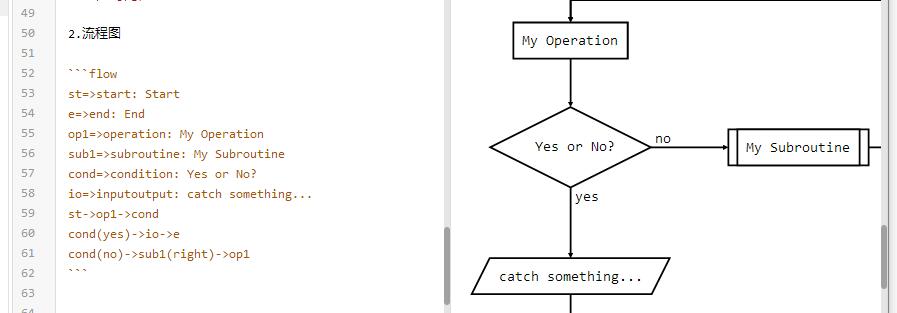 49
50 2.流程图
51
52 ```flow
53 st=>start: Start
54 e=>end: End
55 op1=>operation: My Operation
56 sub1=>subroutine: My Subroutine
57 cond=>condition: Yes or No?
58 io=>inputoutput: catch something...
59 st->op1->cond
60 cond(yes)->io->e
61 cond(no)->sub1(right)->op1
62 ```
63
My Operation
Yes or No?
no
My Subroutine
yes
catch something...